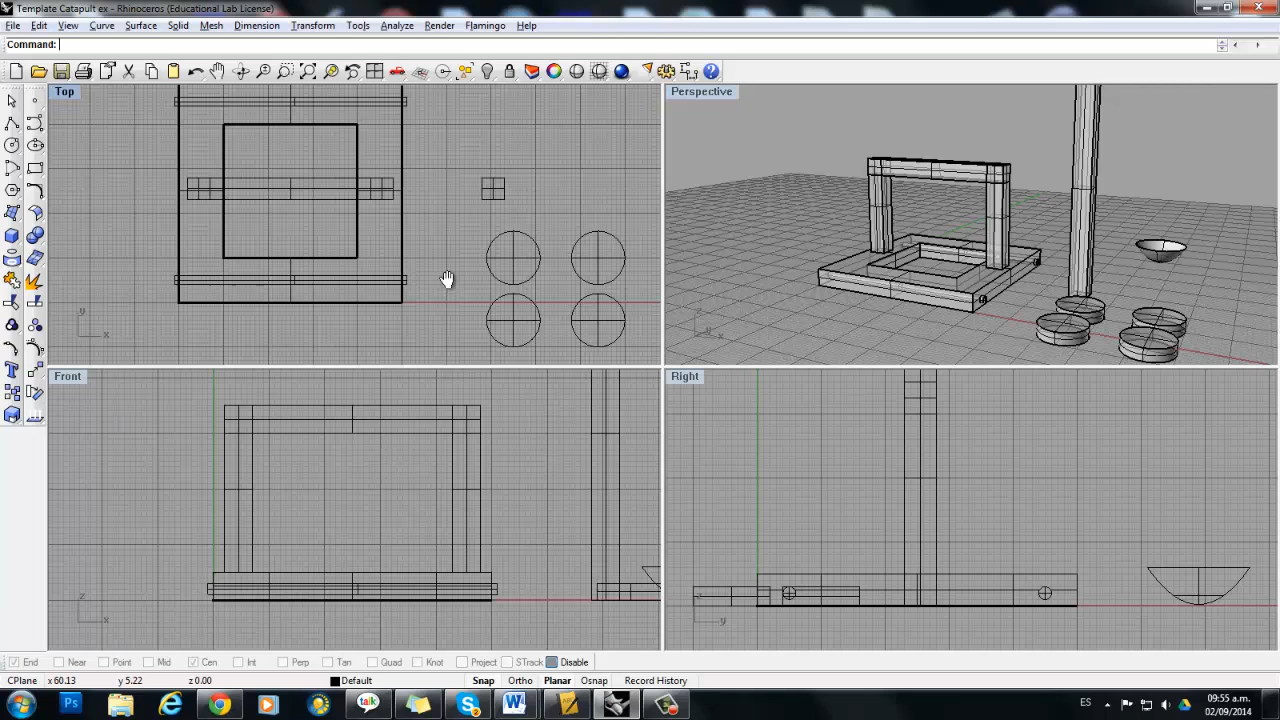 Template Catapult ex - Rhinoceros (Educational Lab License)
File Edit View Curve Surface Solid Mesh Dimension Transform Tools Analyze Render Flamingo Help
Command:
Top
y
x
Perspective
z
y
x
Front
z
x
Right
z
y
End Near Point Mid Cen Int Perp Tan Quad Knot Project STrack Disable
CPlane x 60.13 y 5.22 z 0.00 Default Snap Ortho Planar Osnap Record History
Ps talk S W ES 09:55 a.m.
02/09/2014